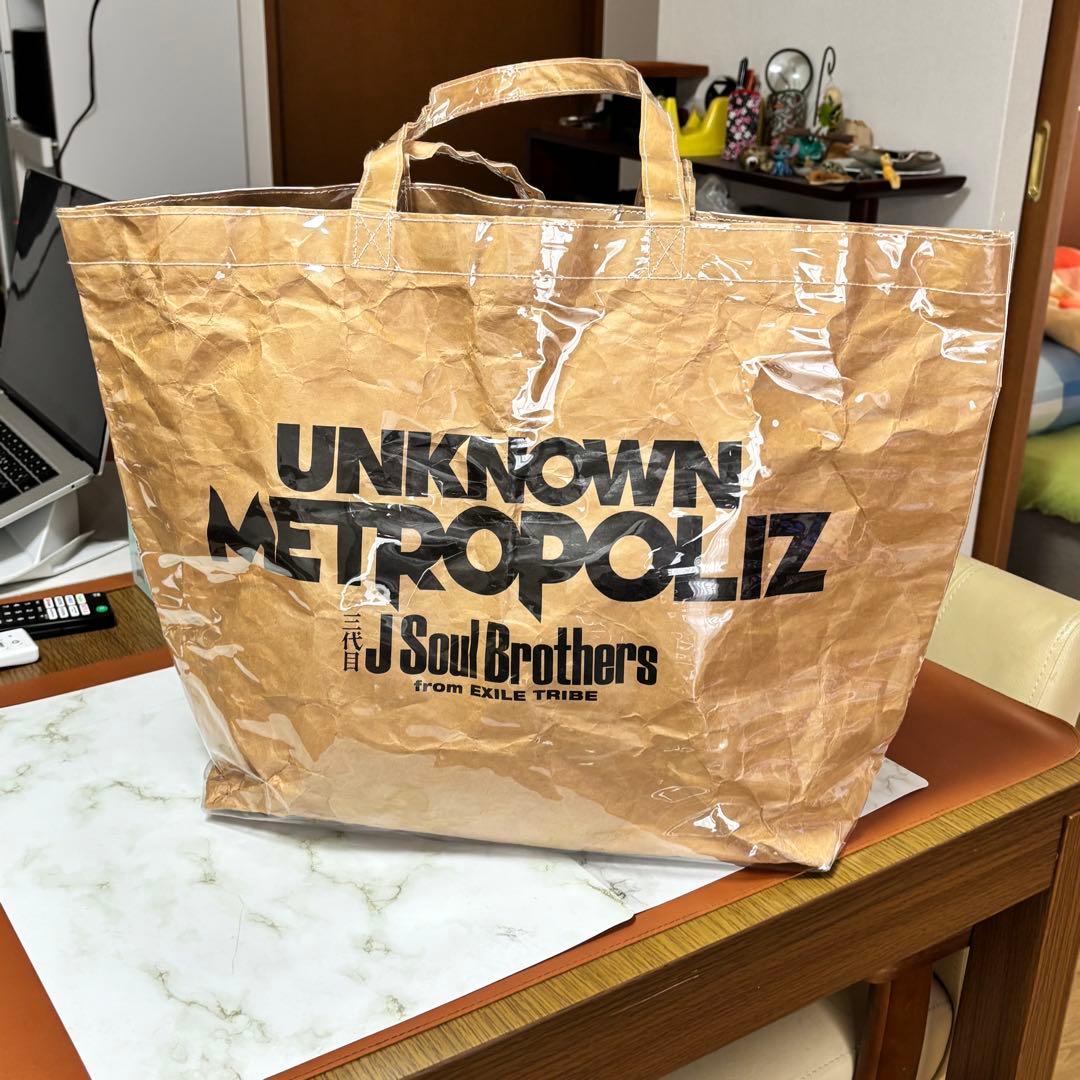 UNKNOWN
METROPOLIZ
三代目 J Soul Brothers
from EXILE TRIBE